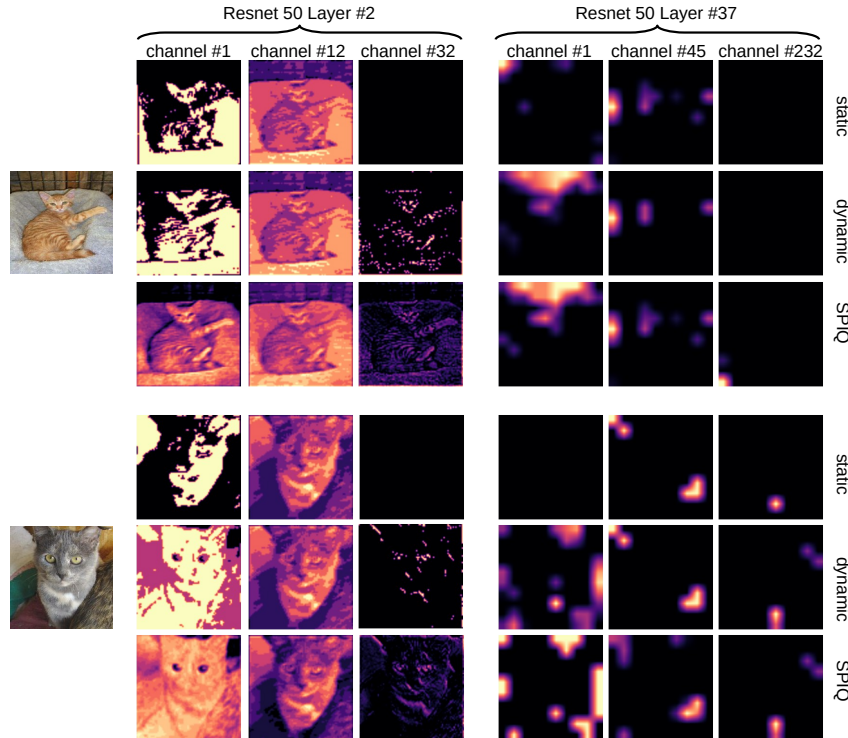 Resnet 50 Layer #2
Resnet 50 Layer #37
channel #1
channel #12
channel #32
channel #1
channel #45
channel #232
static
dynamic
SPIQ
static
dynamic
SPIQ